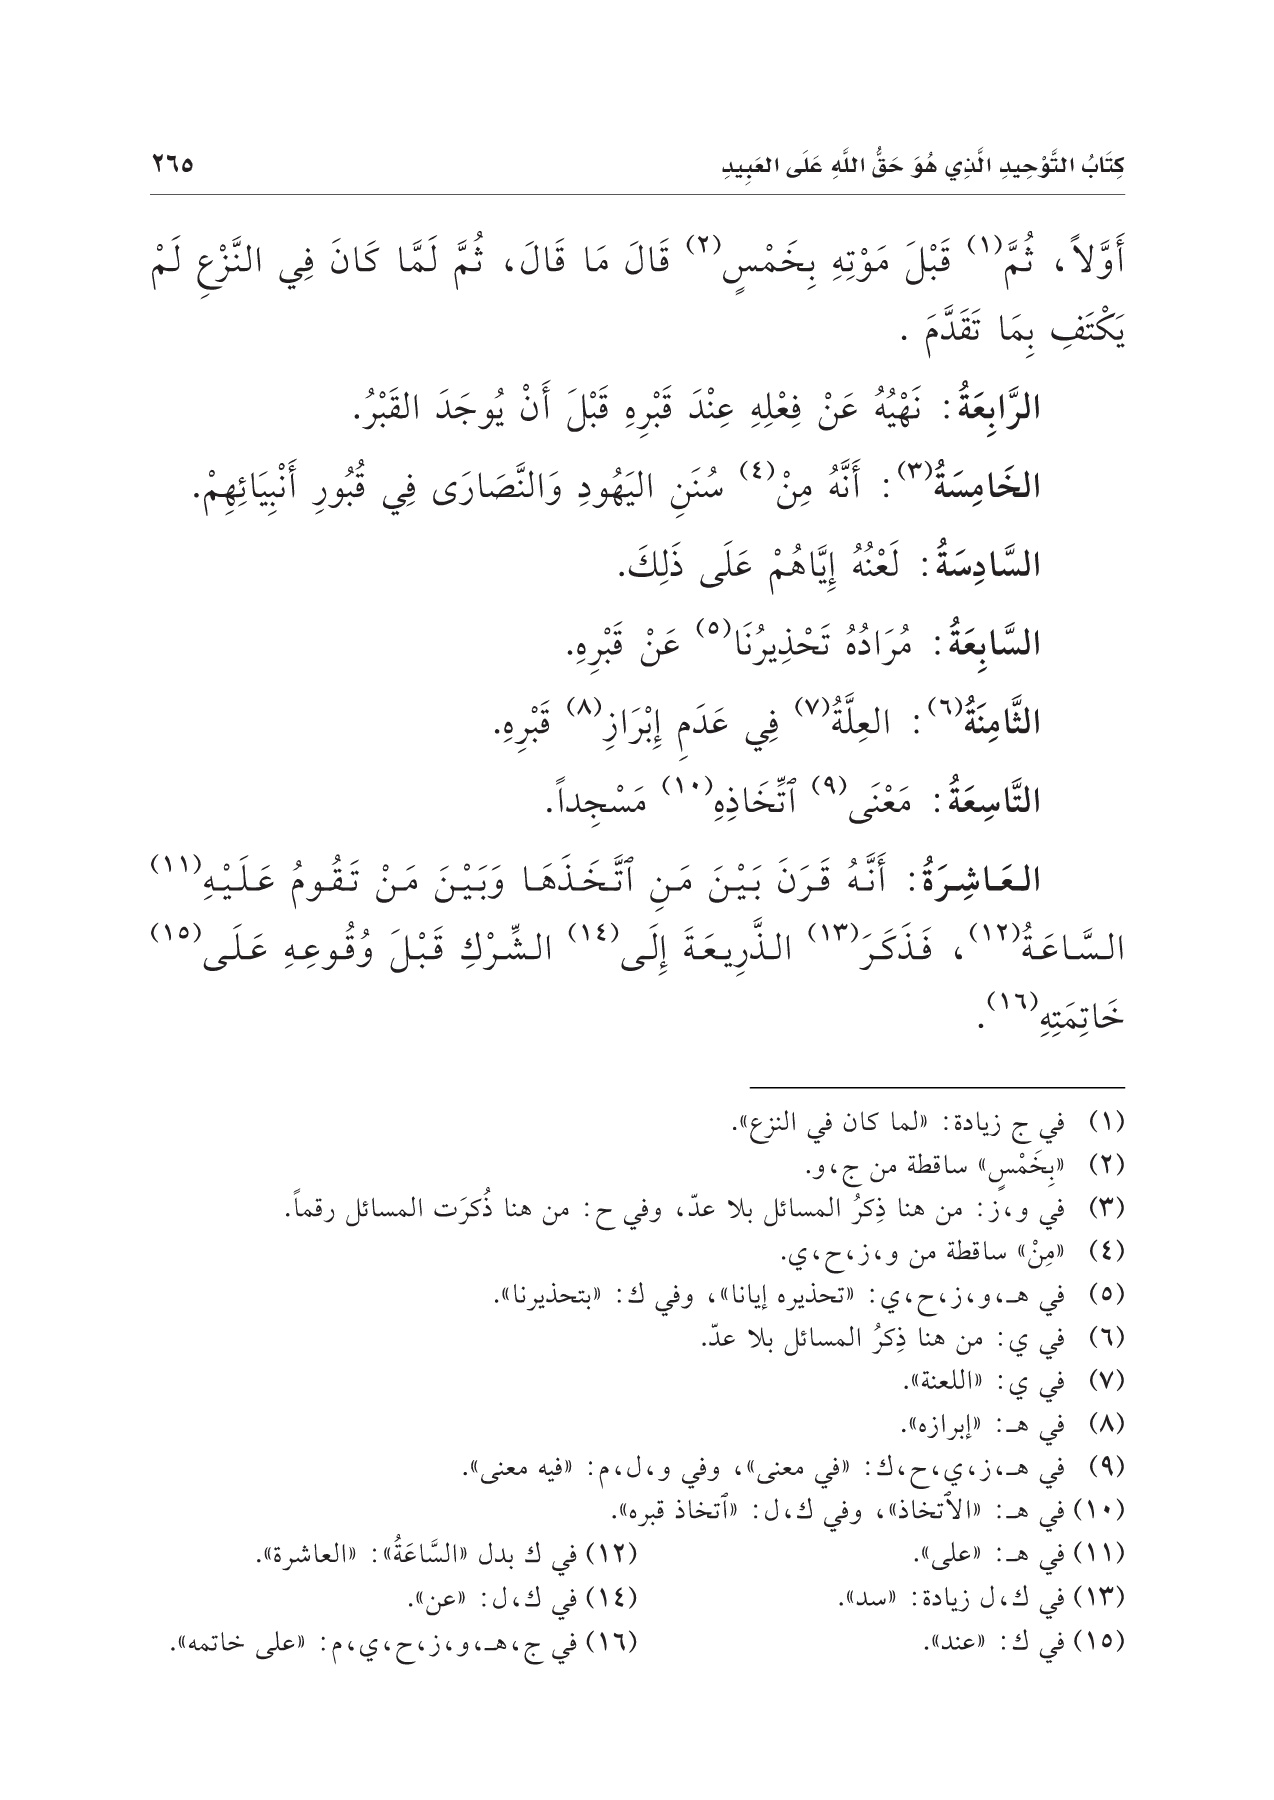 كِتَابُ التَّوْحِيدِ الَّذِي هُوَ حَقُّ اللَّهِ عَلَى العَبِيدِ ٢٦٥
أَوَّلاً، ثُمَّ(١) قَبْلَ مَوْتِهِ بِخَمْسٍ(٢) قَالَ مَا قَالَ، ثُمَّ لَمَّا كَانَ فِي النَّزْعِ لَمْ
يَكْتَفِ بِمَا تَقَدَّمَ .
الرَّابِعَةُ: نَهْيُهُ عَنْ فِعْلِهِ عِنْدَ قَبْرِهِ قَبْلَ أَنْ يُوجَدَ القَبْرُ.
الخَامِسَةُ(٣): أَنَّهُ مِنْ(٤) سُنَنِ اليَهُودِ وَالنَّصَارَى فِي قُبُورِ أَنْبِيَائِهِمْ.
السَّادِسَةُ: لَعْنُهُ إِيَّاهُمْ عَلَى ذَلِكَ.
السَّابِعَةُ: مُرَادُهُ تَحْذِيرُنَا(٥) عَنْ قَبْرِهِ.
الثَّامِنَةُ(٦): العِلَّةُ(٧) فِي عَدَمِ إِبْرَازِ(٨) قَبْرِهِ.
التَّاسِعَةُ: مَعْنَى(٩) ٱتِّخَاذِهِ(١٠) مَسْجِداً.
العَاشِرَةُ: أَنَّهُ قَرَنَ بَيْنَ مَنِ ٱتَّخَذَهَا وَبَيْنَ مَنْ تَقُومُ عَلَيْهِ(١١)
السَّاعَةُ(١٢)، فَذَكَرَ(١٣) الذَّرِيعَةَ إِلَى(١٤) الشِّرْكِ قَبْلَ وُقُوعِهِ عَلَى(١٥)
خَاتِمَتِهِ(١٦).
(١) في ج زيادة: «لما كان في النزع».
(٢) «بِخَمْسٍ» ساقطة من ج،و.
(٣) في و،ز: من هنا ذِكرُ المسائل بلا عدّ، وفي ح: من هنا ذُكرَت المسائل رقماً.
(٤) «مِنْ» ساقطة من و،ز،ح،ي.
(٥) في هـ،و،ز،ح،ي: «تحذيره إيانا»، وفي ك: «بتحذيرنا».
(٦) في ي: من هنا ذِكرُ المسائل بلا عدّ.
(٧) في ي: «اللعنة».
(٨) في هـ: «إبرازه».
(٩) في هـ،ز،ي،ح،ك: «في معنى»، وفي و،ل،م: «فيه معنى».
(١٠) في هـ: «الٱتخاذ»، وفي ك،ل: «ٱتخاذ قبره».
(١١) في هـ: «على». (١٢) في ك بدل «السَّاعَةُ»: «العاشرة».
(١٣) في ك،ل زيادة: «سد». (١٤) في ك،ل: «عن».
(١٥) في ك: «عند». (١٦) في ج،هـ،و،ز،ح،ي،م: «على خاتمه».